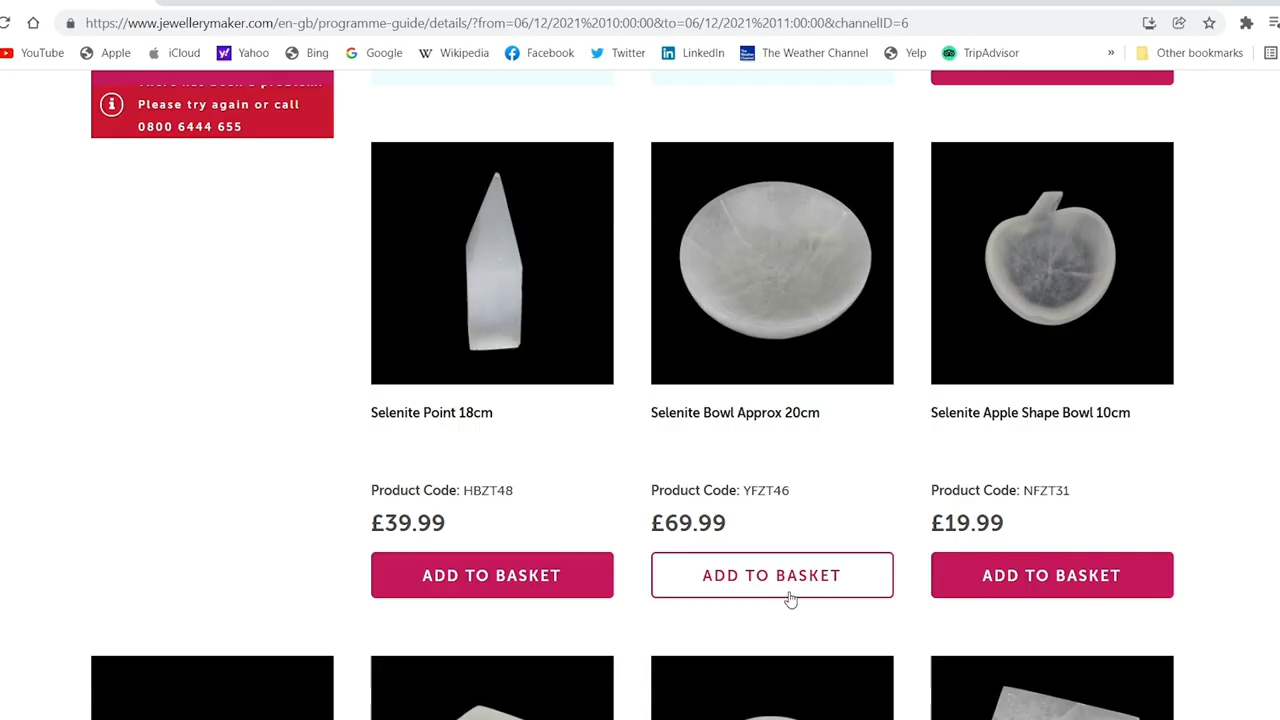 https://www.jewellerymaker.com/en-gb/programme-guide/details/?from=06/12/2021%2010:00:00&to=06/12/2021%2011:00:00&channelID=6
YouTube Apple iCloud Yahoo Bing Google Wikipedia Facebook Twitter LinkedIn The Weather Channel Yelp TripAdvisor » Other bookmarks
There has been a problem.
Please try again or call
0800 6444 655
Selenite Point 18cm
Product Code: HBZT48
£39.99
ADD TO BASKET
Selenite Bowl Approx 20cm
Product Code: YFZT46
£69.99
ADD TO BASKET
Selenite Apple Shape Bowl 10cm
Product Code: NFZT31
£19.99
ADD TO BASKET